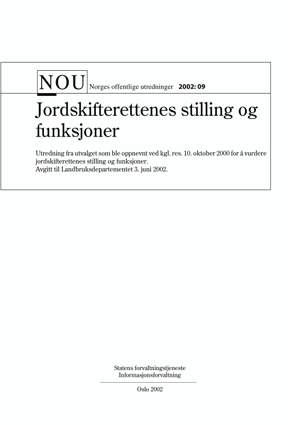 NOU Norges offentlige utredninger 2002: 09
Jordskifterettenes stilling og
funksjoner
Utredning fra utvalget som ble oppnevnt ved kgl. res. 10. oktober 2000 for å vurdere
jordskifterettenes stilling og funksjoner.
Avgitt til Landbruksdepartementet 3. juni 2002.
Statens forvaltningstjeneste
Informasjonsforvaltning
Oslo 2002